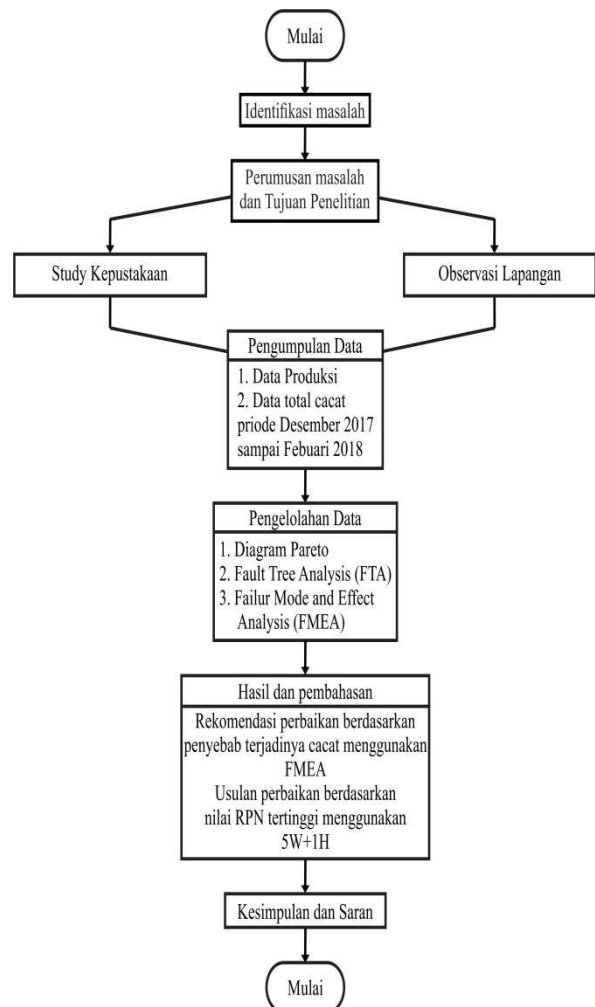 Mulai
Identifikasi masalah
Perumusan masalah
dan Tujuan Penelitian
Study Kepustakaan
Observasi Lapangan
Pengumpulan Data
1. Data Produksi
2. Data total cacat
priode Desember 2017
sampai Febuari 2018
Pengelolahan Data
1. Diagram Pareto
2. Fault Tree Analysis (FTA)
3. Failur Mode and Effect
Analysis (FMEA)
Hasil dan pembahasan
Rekomendasi perbaikan berdasarkan
penyebab terjadinya cacat menggunakan
FMEA
Usulan perbaikan berdasarkan
nilai RPN tertinggi menggunakan
5W+1H
Kesimpulan dan Saran
Mulai